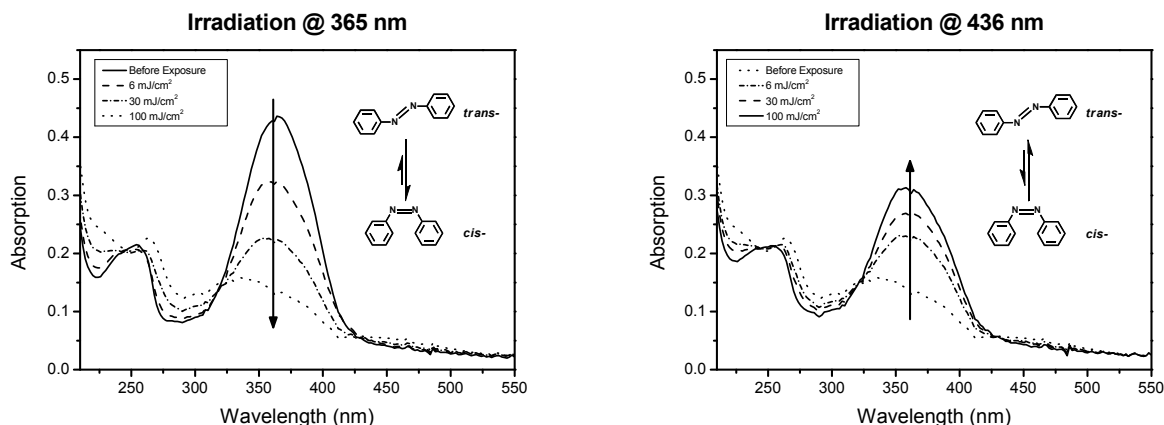 Irradiation @ 365 nm
Before Exposure
6 mJ/cm²
30 mJ/cm²
100 mJ/cm²
0.5
0.4
0.3
0.2
0.1
0.0
Absorption
N
N
trans-
N
N
cis-
250
300
350
400
450
500
550
Wavelength (nm)
Irradiation @ 436 nm
Before Exposure
6 mJ/cm²
30 mJ/cm²
100 mJ/cm²
0.5
0.4
0.3
0.2
0.1
0.0
Absorption
N
N
trans-
N
N
cis-
250
300
350
400
450
500
550
Wavelength (nm)